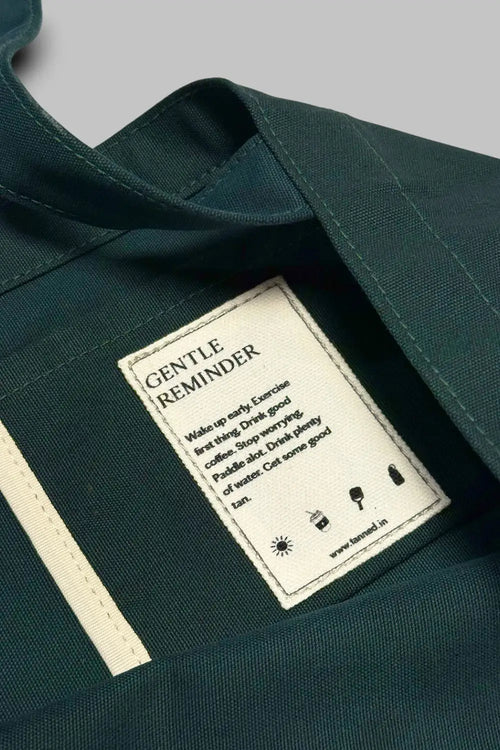 GENTLE
REMINDER
Wake up early. Exercise
first thing. Drink good
coffee. Stop worrying.
Paddle alot. Drink plenty
of water. Get some good
tan.
www.tanned.in